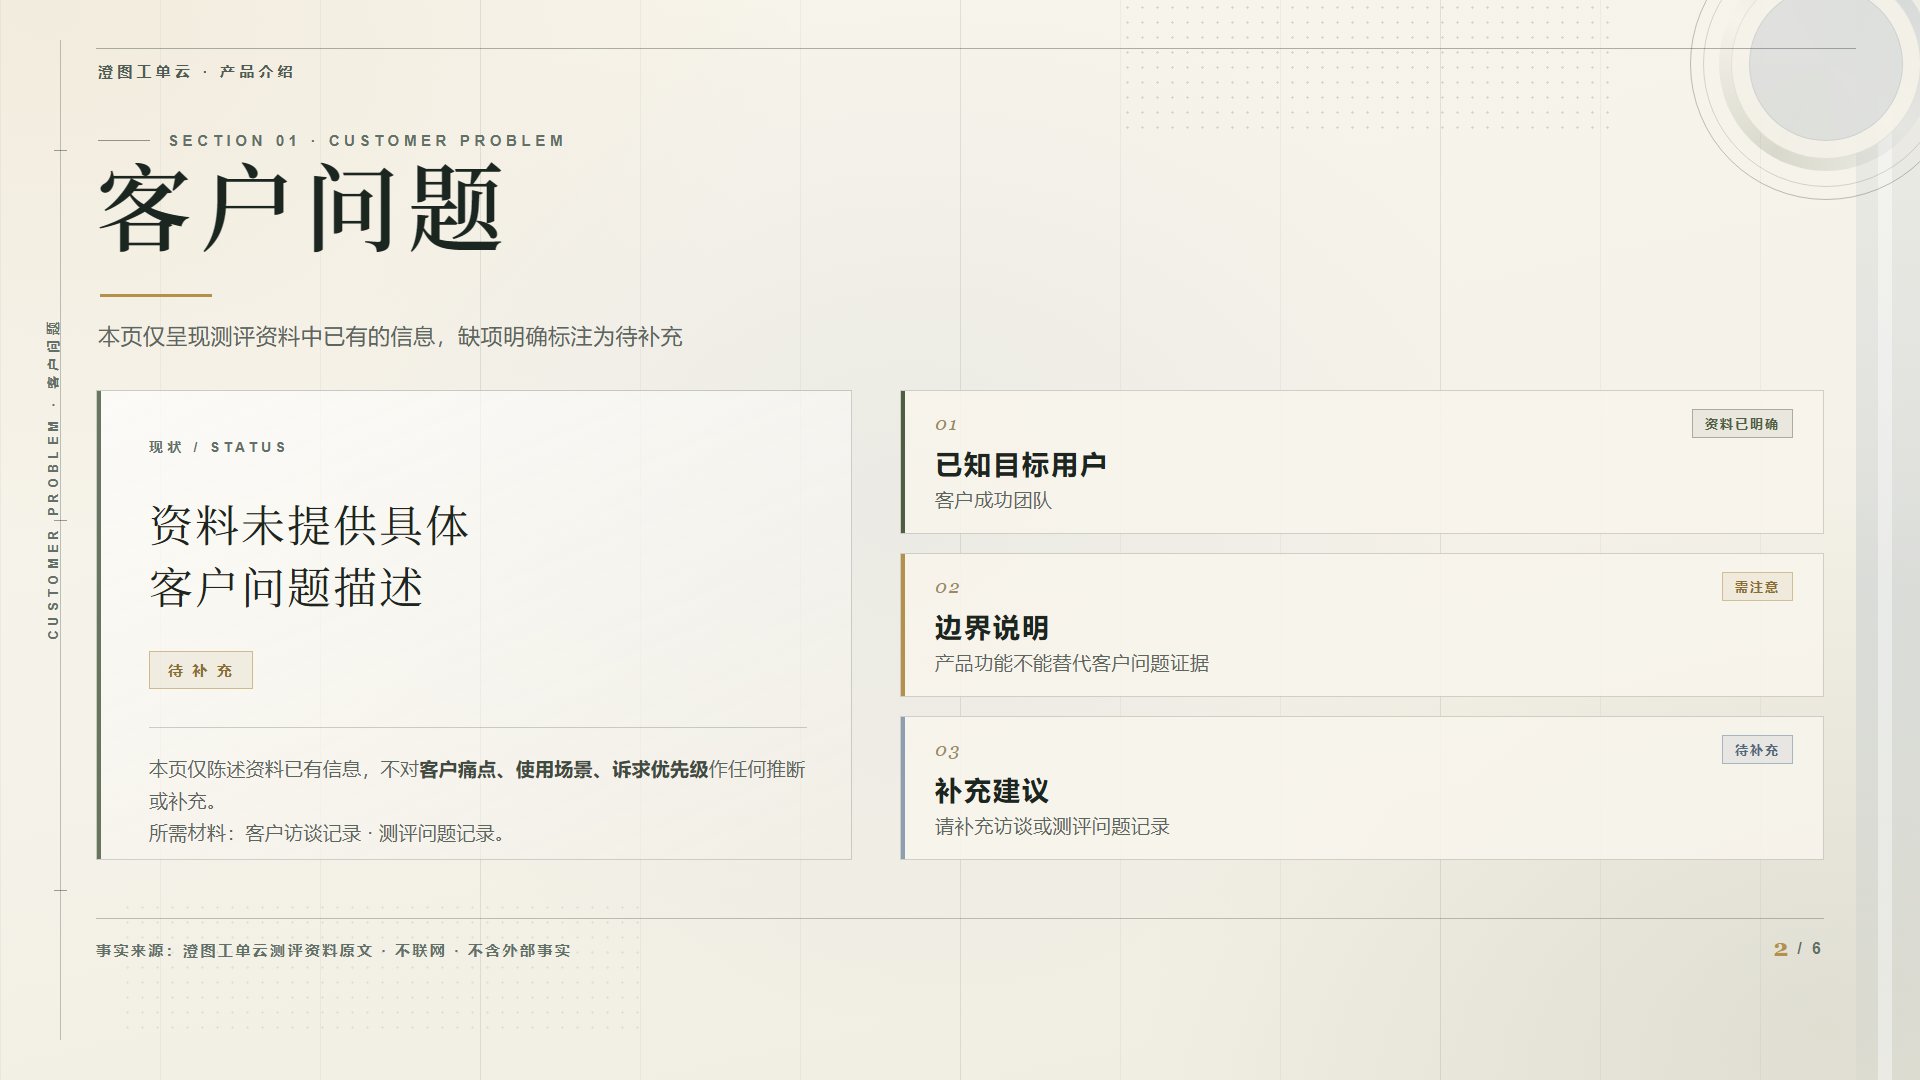 澄图工单云 · 产品介绍
SECTION 01 · CUSTOMER PROBLEM
客户问题
本页仅呈现测评资料中已有的信息，缺项明确标注为待补充
CUSTOMER PROBLEM · 客户问题
现状 / STATUS
资料未提供具体
客户问题描述
待补充
本页仅陈述资料已有信息，不对客户痛点、使用场景、诉求优先级作任何推断
或补充。
所需材料：客户访谈记录 · 测评问题记录。
01
资料已明确
已知目标用户
客户成功团队
02
需注意
边界说明
产品功能不能替代客户问题证据
03
待补充
补充建议
请补充访谈或测评问题记录
事实来源：澄图工单云测评资料原文 · 不联网 · 不含外部事实
2 / 6